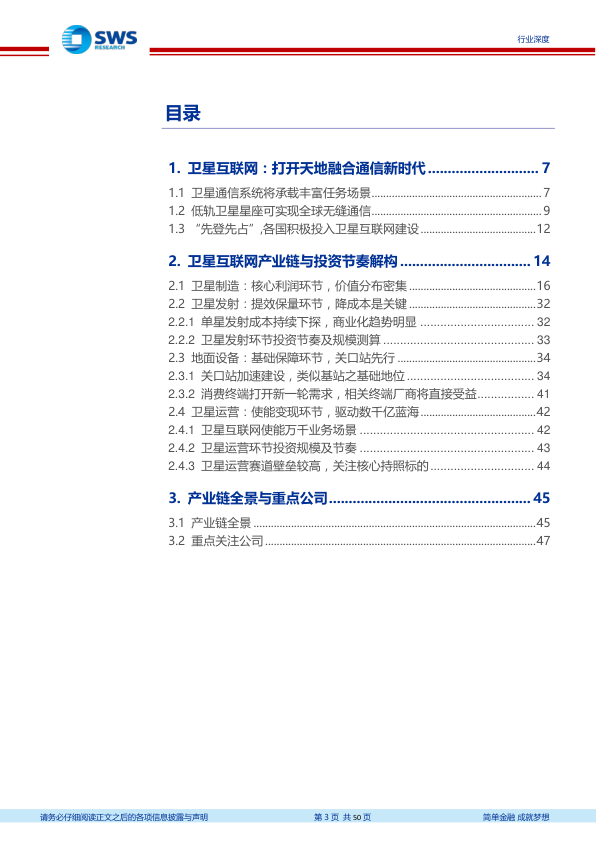 SWS
RESEARCH
行业深度
目录
1. 卫星互联网：打开天地融合通信新时代............................ 7
1.1 卫星通信系统将承载丰富任务场景...........................................................7
1.2 低轨卫星星座可实现全球无缝通信...........................................................9
1.3 “先登先占”,各国积极投入卫星互联网建设........................................12
2. 卫星互联网产业链与投资节奏解构................................. 14
2.1 卫星制造：核心利润环节，价值分布密集............................................16
2.2 卫星发射：提效保量环节，降成本是关键............................................32
2.2.1 单星发射成本持续下探，商业化趋势明显 .................................. 32
2.2.2 卫星发射环节投资节奏及规模测算 ............................................ 33
2.3 地面设备：基础保障环节，关口站先行................................................34
2.3.1 关口站加速建设，类似基站之基础地位...................................... 34
2.3.2 消费终端打开新一轮需求，相关终端厂商将直接受益................. 41
2.4 卫星运营：使能变现环节，驱动数千亿蓝海........................................42
2.4.1 卫星互联网使能万千业务场景 .................................................... 42
2.4.2 卫星运营环节投资规模及节奏 .................................................... 43
2.4.3 卫星运营赛道壁垒较高，关注核心持照标的............................... 44
3. 产业链全景与重点公司................................................... 45
3.1 产业链全景..................................................................................................45
3.2 重点关注公司..............................................................................................47
请务必仔细阅读正文之后的各项信息披露与声明 第 3 页 共 50 页 简单金融 成就梦想